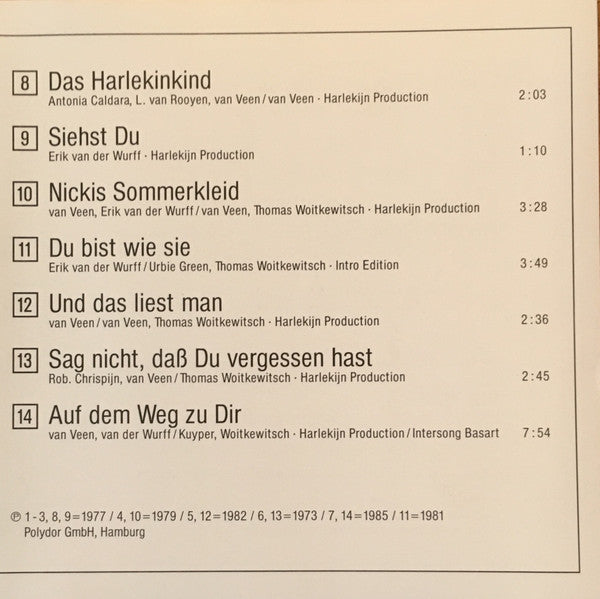 8 Das Harlekinkind
Antonia Caldara, L. van Rooyen, van Veen / van Veen · Harlekijn Production 2:03
9 Siehst Du
Erik van der Wurff · Harlekijn Production 1:10
10 Nickis Sommerkleid
van Veen, Erik van der Wurff / van Veen, Thomas Woitkewitsch · Harlekijn Production 3:28
11 Du bist wie sie
Erik van der Wurff / Urbie Green, Thomas Woitkewitsch · Intro Edition 3:49
12 Und das liest man
van Veen / van Veen, Thomas Woitkewitsch · Harlekijn Production 2:36
13 Sag nicht, daß Du vergessen hast
Rob. Chrispijn, van Veen / Thomas Woitkewitsch · Harlekijn Production 2:45
14 Auf dem Weg zu Dir
van Veen, van der Wurff / Kuyper, Woitkewitsch · Harlekijn Production / Intersong Basart 7:54
℗ 1 - 3, 8, 9=1977 / 4, 10=1979 / 5, 12=1982 / 6, 13=1973 / 7, 14=1985 / 11=1981
Polydor GmbH, Hamburg